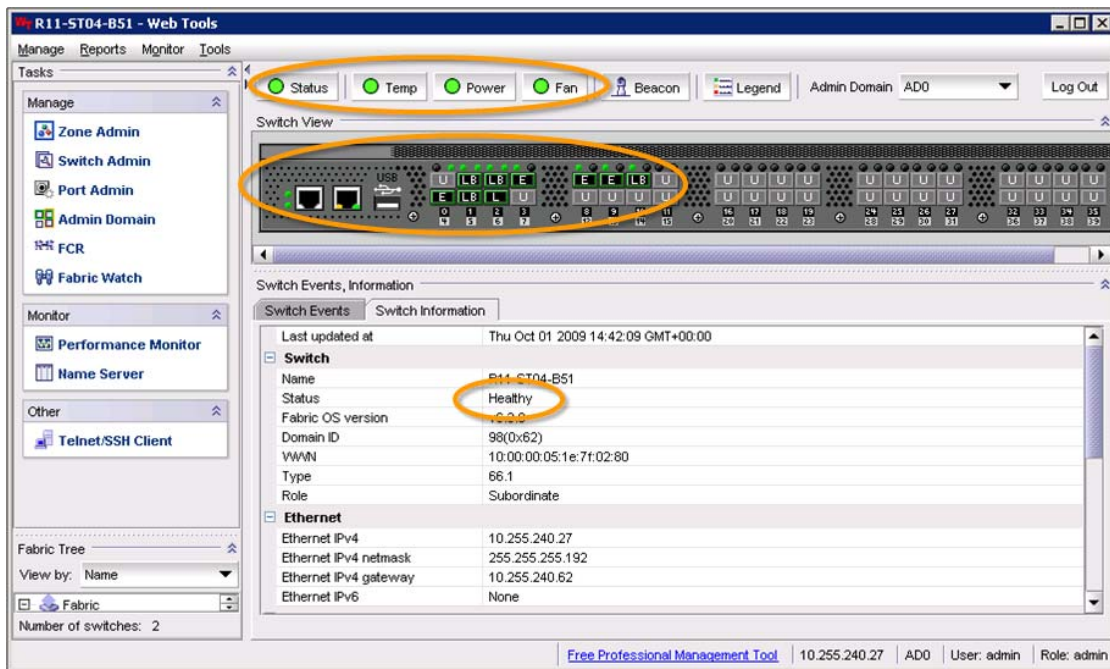 R11-ST04-B51 - Web Tools
Manage Reports Monitor Tools
Tasks
Manage
Zone Admin
Switch Admin
Port Admin
Admin Domain
FCR
Fabric Watch
Monitor
Performance Monitor
Name Server
Other
Telnet/SSH Client
Fabric Tree
View by: Name
Fabric
Number of switches: 2
Status Temp Power Fan Beacon Legend Admin Domain AD0 Log Out
Switch View
USB
U LB LB E E E LB U U U U U U U U U U U U U
E LB L U U U U U U U U U U U U U U U U U
0 1 2 3 8 9 10 11 16 17 18 19 24 25 26 27 32 33 34 35
4 5 6 7 12 13 14 15 20 21 22 23 28 29 30 31 36 37 38 39
Switch Events, Information
Switch Events Switch Information
Last updated at Thu Oct 01 2009 14:42:09 GMT+00:00
Switch
Name R11-ST04-B51
Status Healthy
Fabric OS version
Domain ID 98(0x62)
WWN 10:00:00:05:1e:7f:02:80
Type 66.1
Role Subordinate
Ethernet
Ethernet IPv4 10.255.240.27
Ethernet IPv4 netmask 255.255.255.192
Ethernet IPv4 gateway 10.255.240.62
Ethernet IPv6 None
Free Professional Management Tool 10.255.240.27 AD0 User: admin Role: admin